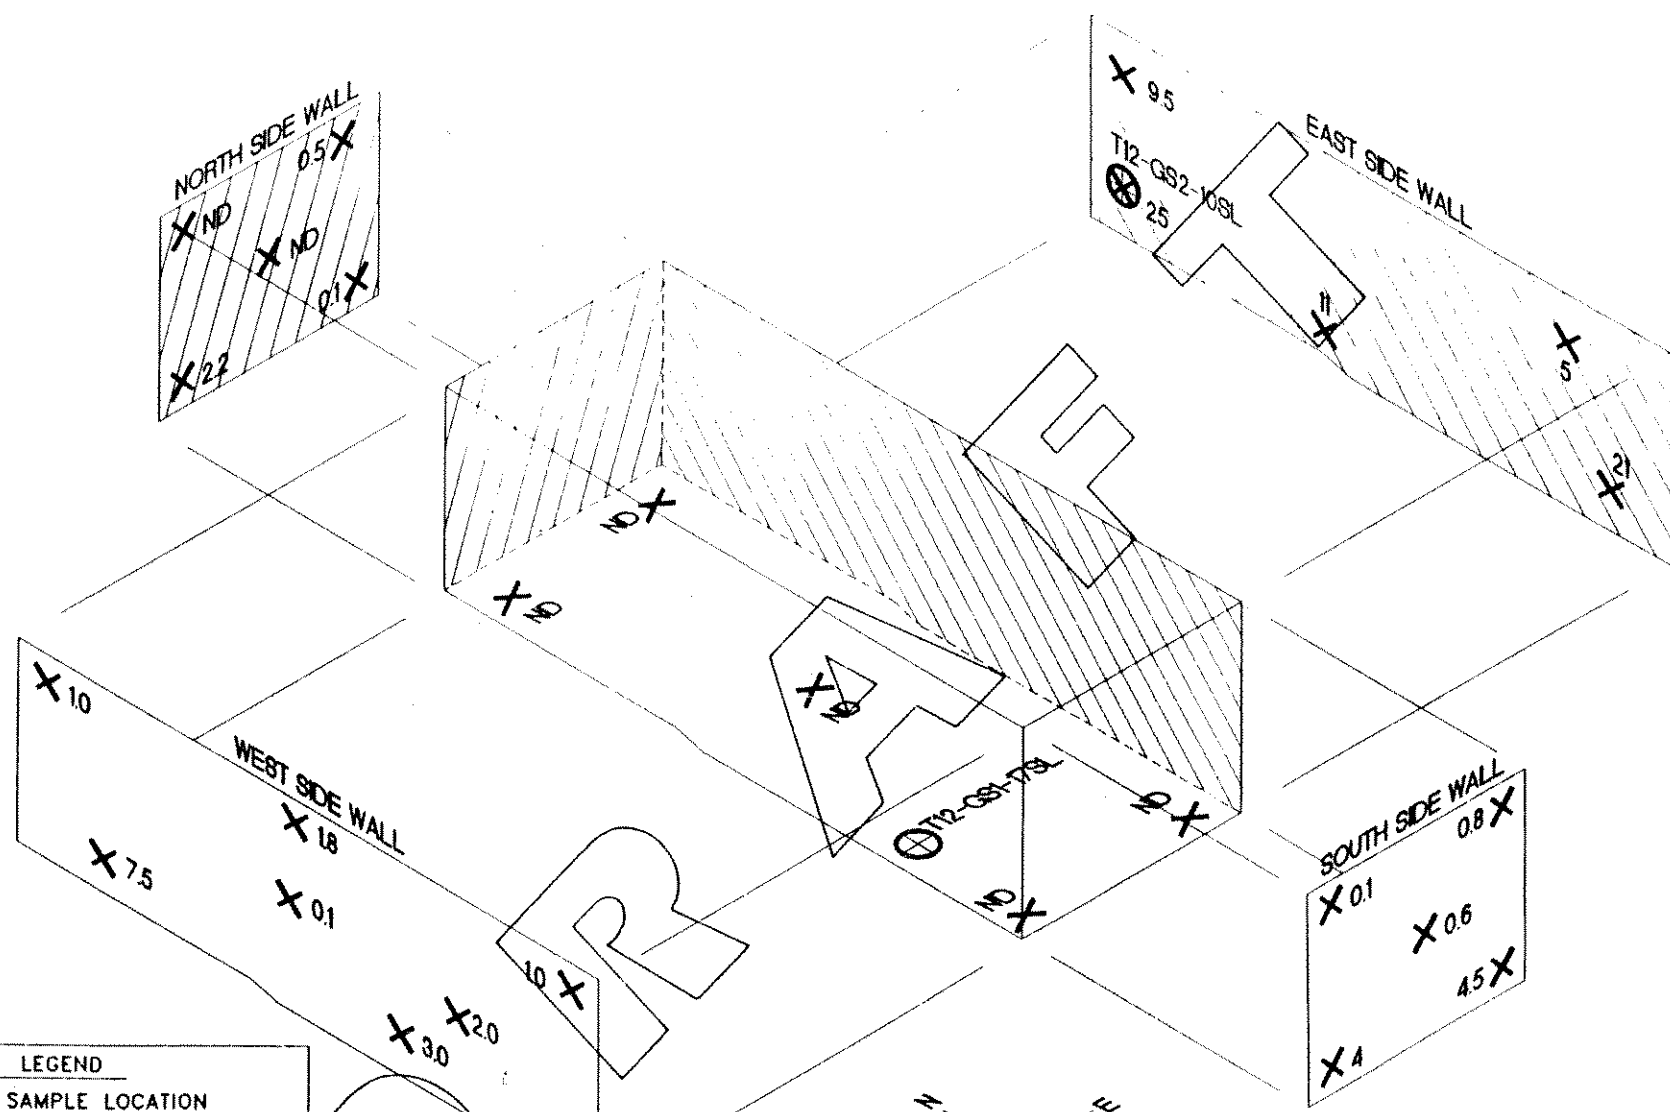 NORTH SIDE WALL
0.5
ND
ND
0.1
2.2
9.5
T12-GS2-10SL
25
EAST SIDE WALL
11
5
21
ND
ND
ND
T12-GS1-17SL
ND
ND
WEST SIDE WALL
1.0
1.8
7.5
0.1
10
2.0
3.0
SOUTH SIDE WALL
0.8
0.1
0.6
4.5
4
T
E
A
R
LEGEND
SAMPLE LOCATION
N
E